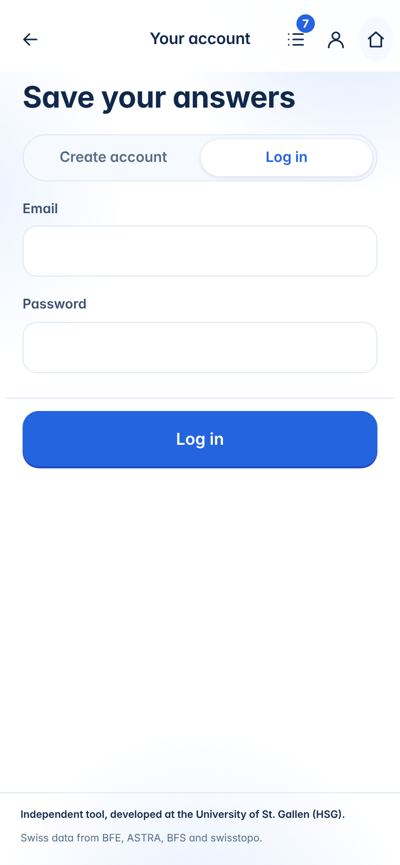 Your account
7
Save your answers
Create account
Log in
Email
Password
Log in
Independent tool, developed at the University of St. Gallen (HSG).
Swiss data from BFE, ASTRA, BFS and swisstopo.